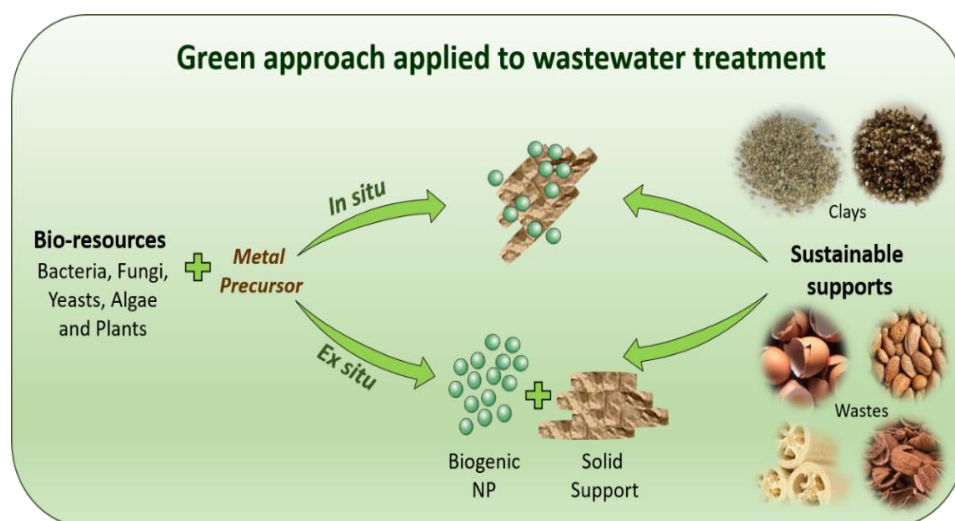 Green approach applied to wastewater treatment
In situ
Clays
Bio-resources
Bacteria, Fungi,
Yeasts, Algae
and Plants
Metal
Precursor
Sustainable
supports
Ex situ
Wastes
Biogenic
NP
Solid
Support